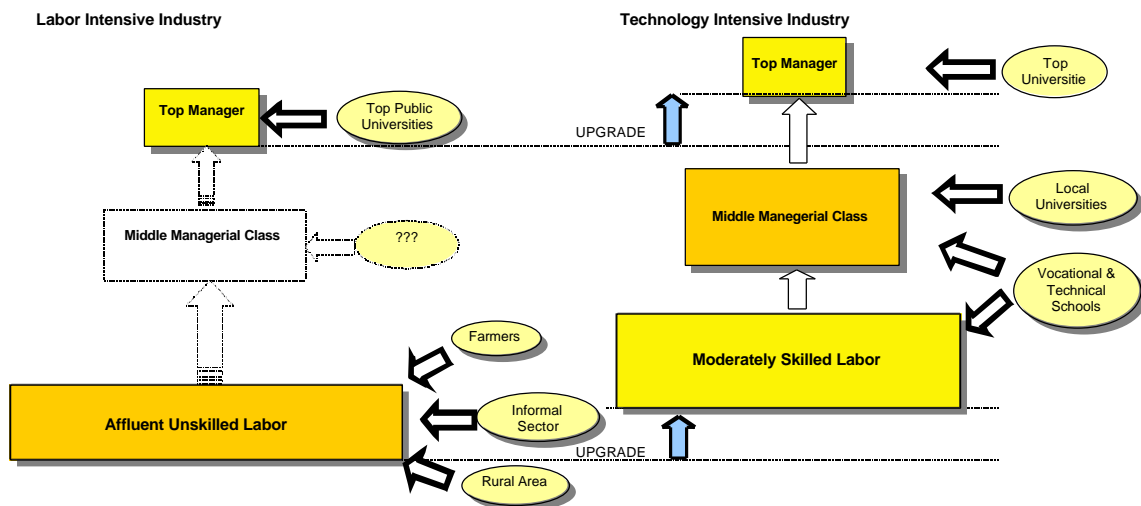 Labor Intensive Industry
Technology Intensive Industry
Top Manager
Top
Universitie
Top Manager
Top Public
Universities
UPGRADE
Middle Manegerial Class
Local
Universities
Middle Managerial Class
???
Vocational &
Technical
Schools
Farmers
Moderately Skilled Labor
Affluent Unskilled Labor
Informal
Sector
UPGRADE
Rural Area